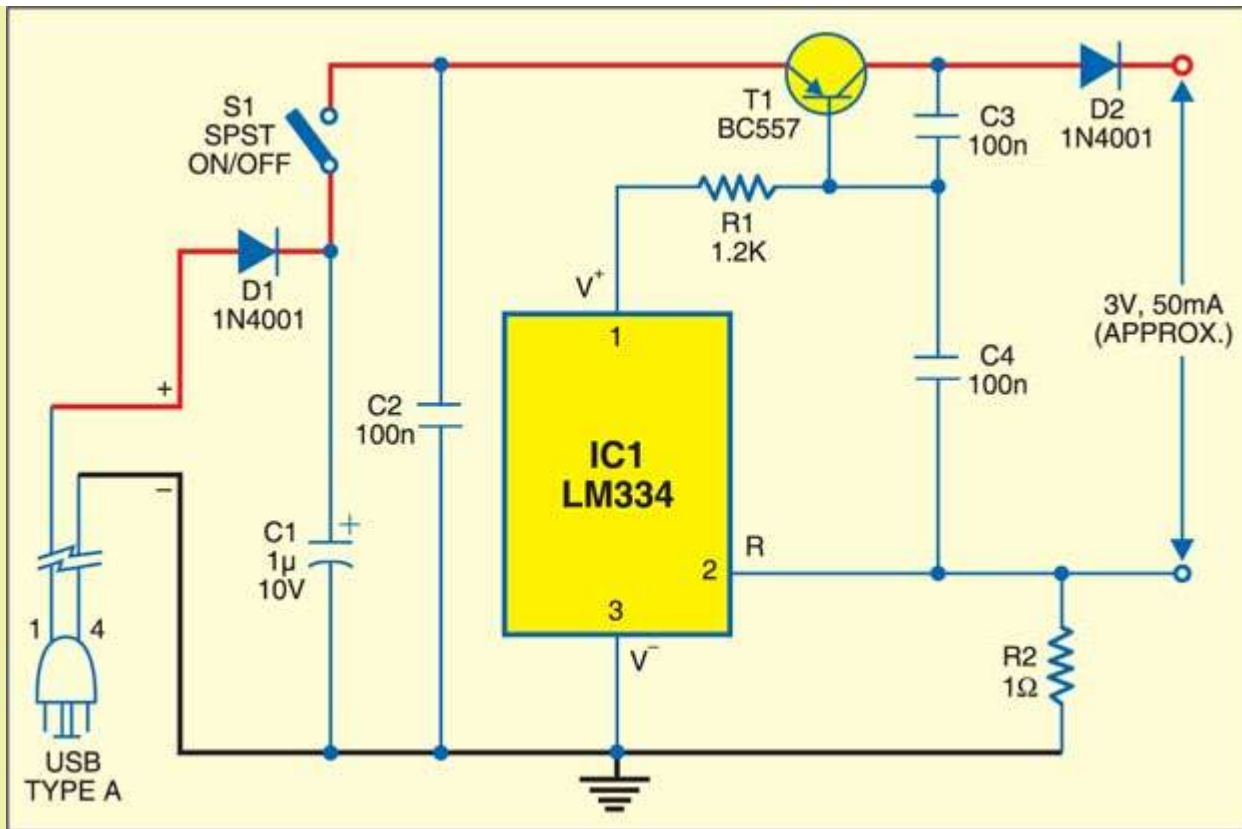 S1
SPST
ON/OFF
T1
BC557
C3
100n
D2
1N4001
R1
1.2K
D1
1N4001
V+
1
3V, 50mA
(APPROX.)
+
C2
100n
C4
100n
IC1
LM334
–
C1
+
1µ
10V
R
2
1
4
3
V–
R2
1Ω
USB
TYPE A